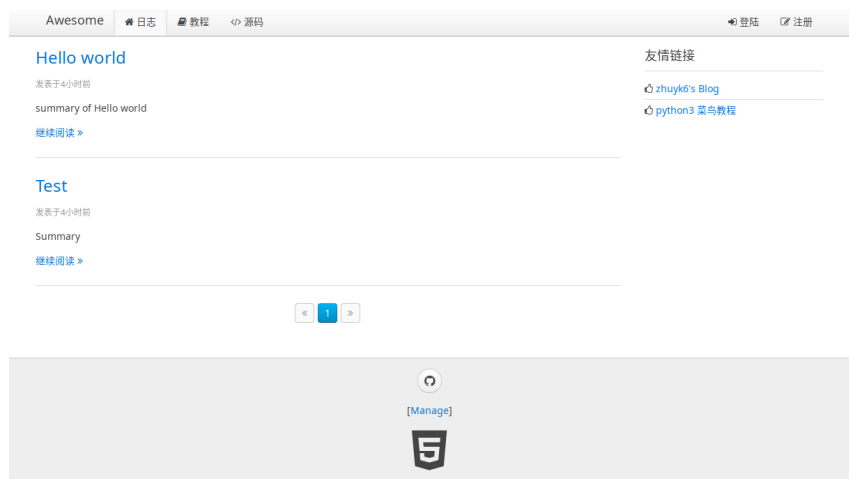 Awesome 日志 教程 源码 登陆 注册
Hello world
发表于4小时前
summary of Hello world
继续阅读 »
Test
发表于4小时前
Summary
继续阅读 »
« 1 »
友情链接
zhuyk6's Blog
python3 菜鸟教程
[Manage]
5